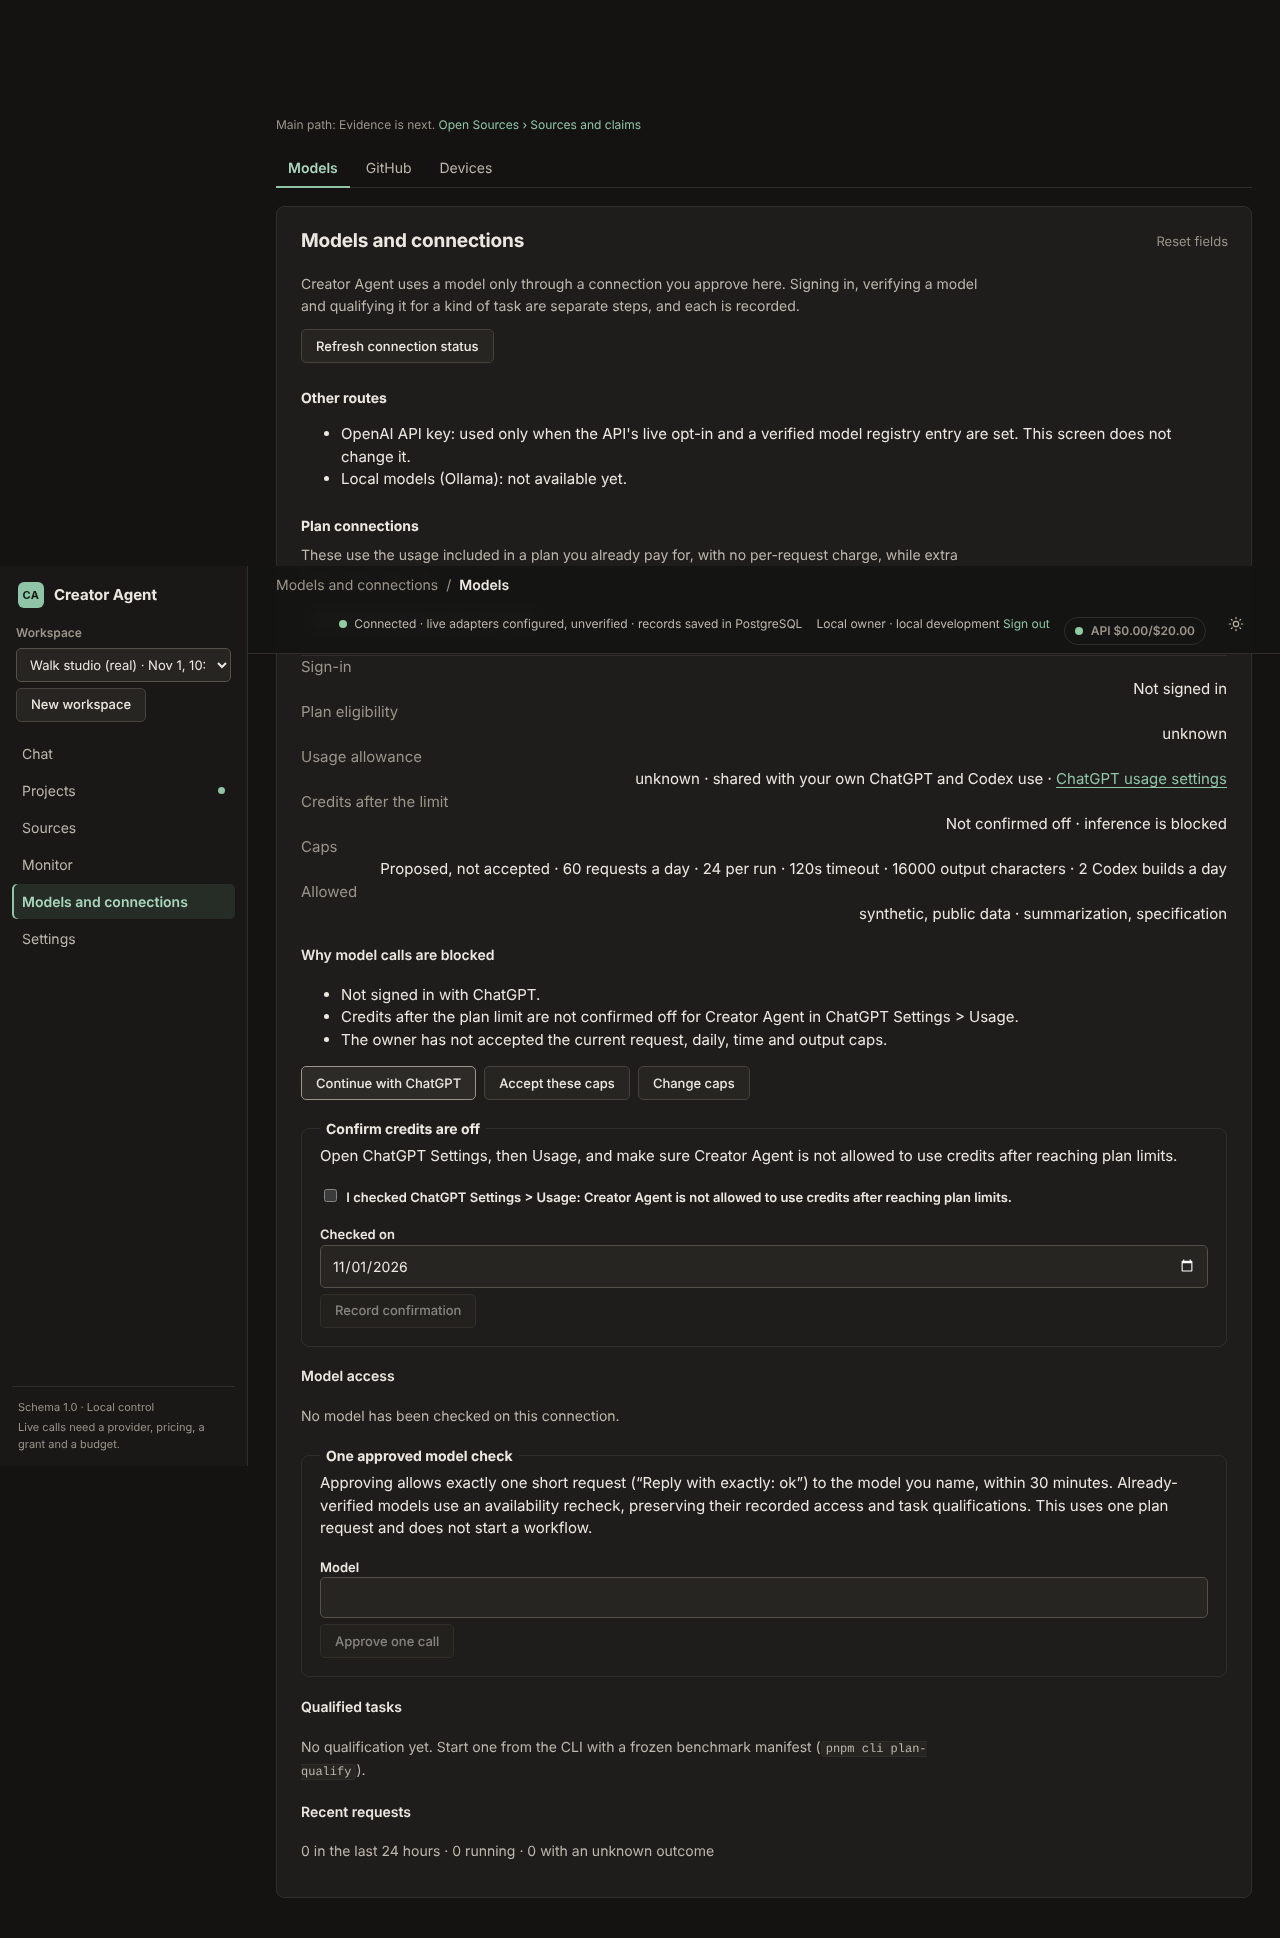 Main path: Evidence is next. Open Sources › Sources and claims
Models GitHub Devices
Models and connections
Reset fields
Creator Agent uses a model only through a connection you approve here. Signing in, verifying a model
and qualifying it for a kind of task are separate steps, and each is recorded.
Refresh connection status
Other routes
• OpenAI API key: used only when the API's live opt-in and a verified model registry entry are set. This screen does not
change it.
• Local models (Ollama): not available yet.
Plan connections
These use the usage included in a plan you already pay for, with no per-request charge, while extra
CA Creator Agent
Workspace
Walk studio (real) · Nov 1, 10:
New workspace
Chat
Projects
Sources
Monitor
Models and connections
Settings
Schema 1.0 · Local control
Live calls need a provider, pricing, a
grant and a budget.
Models and connections / Models
Connected · live adapters configured, unverified · records saved in PostgreSQL Local owner · local development Sign out API $0.00/$20.00
Sign-in
Not signed in
Plan eligibility
unknown
Usage allowance
unknown · shared with your own ChatGPT and Codex use · ChatGPT usage settings
Credits after the limit
Not confirmed off · inference is blocked
Caps
Proposed, not accepted · 60 requests a day · 24 per run · 120s timeout · 16000 output characters · 2 Codex builds a day
Allowed
synthetic, public data · summarization, specification
Why model calls are blocked
• Not signed in with ChatGPT.
• Credits after the plan limit are not confirmed off for Creator Agent in ChatGPT Settings > Usage.
• The owner has not accepted the current request, daily, time and output caps.
Continue with ChatGPT Accept these caps Change caps
Confirm credits are off
Open ChatGPT Settings, then Usage, and make sure Creator Agent is not allowed to use credits after reaching plan limits.
I checked ChatGPT Settings > Usage: Creator Agent is not allowed to use credits after reaching plan limits.
Checked on
11/01/2026
Record confirmation
Model access
No model has been checked on this connection.
One approved model check
Approving allows exactly one short request (“Reply with exactly: ok”) to the model you name, within 30 minutes. Already-
verified models use an availability recheck, preserving their recorded access and task qualifications. This uses one plan
request and does not start a workflow.
Model
Approve one call
Qualified tasks
No qualification yet. Start one from the CLI with a frozen benchmark manifest ( pnpm cli plan-
qualify ).
Recent requests
0 in the last 24 hours · 0 running · 0 with an unknown outcome